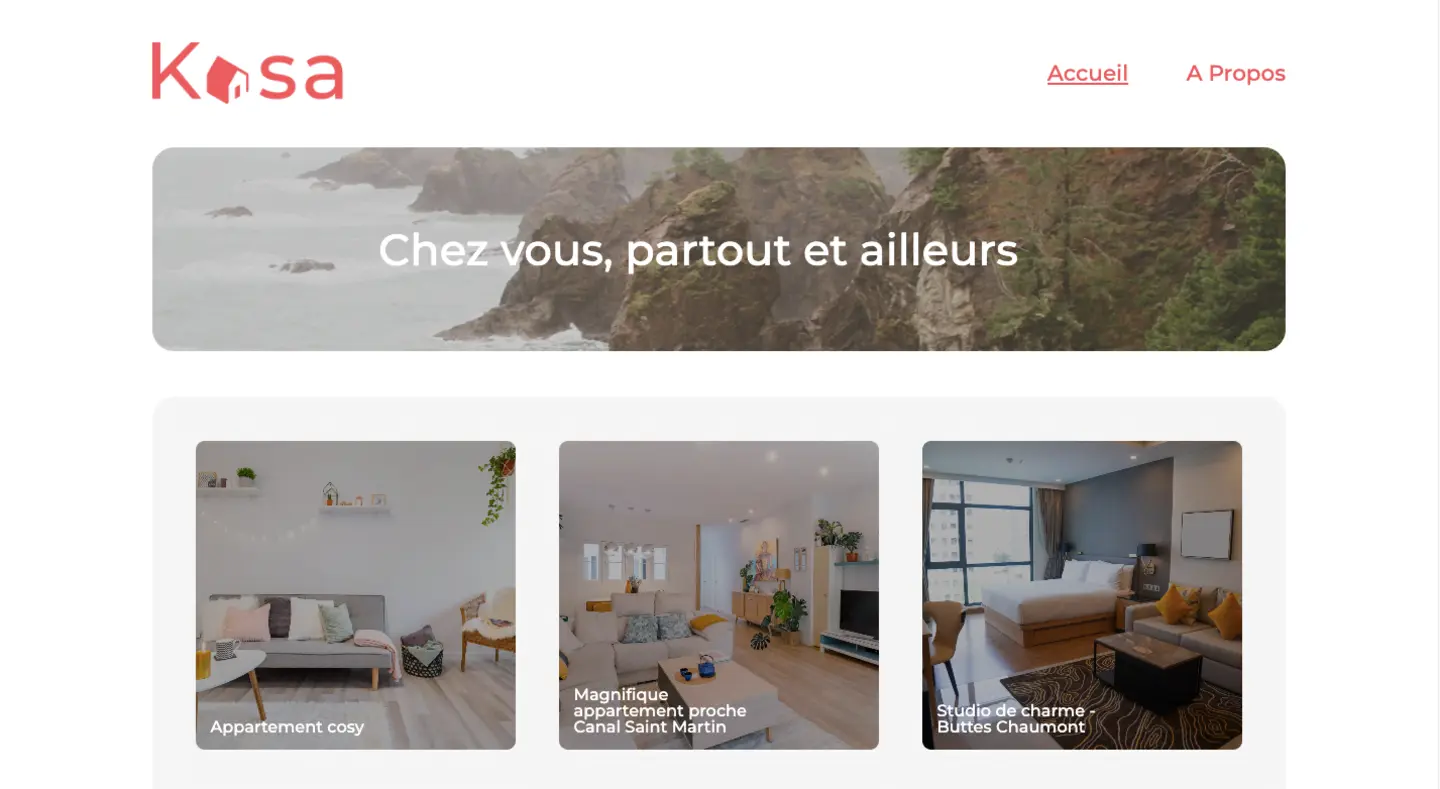 Kasa
Accueil
A Propos
Chez vous, partout et ailleurs
Appartement cosy
Magnifique
appartement proche
Canal Saint Martin
Studio de charme -
Buttes Chaumont